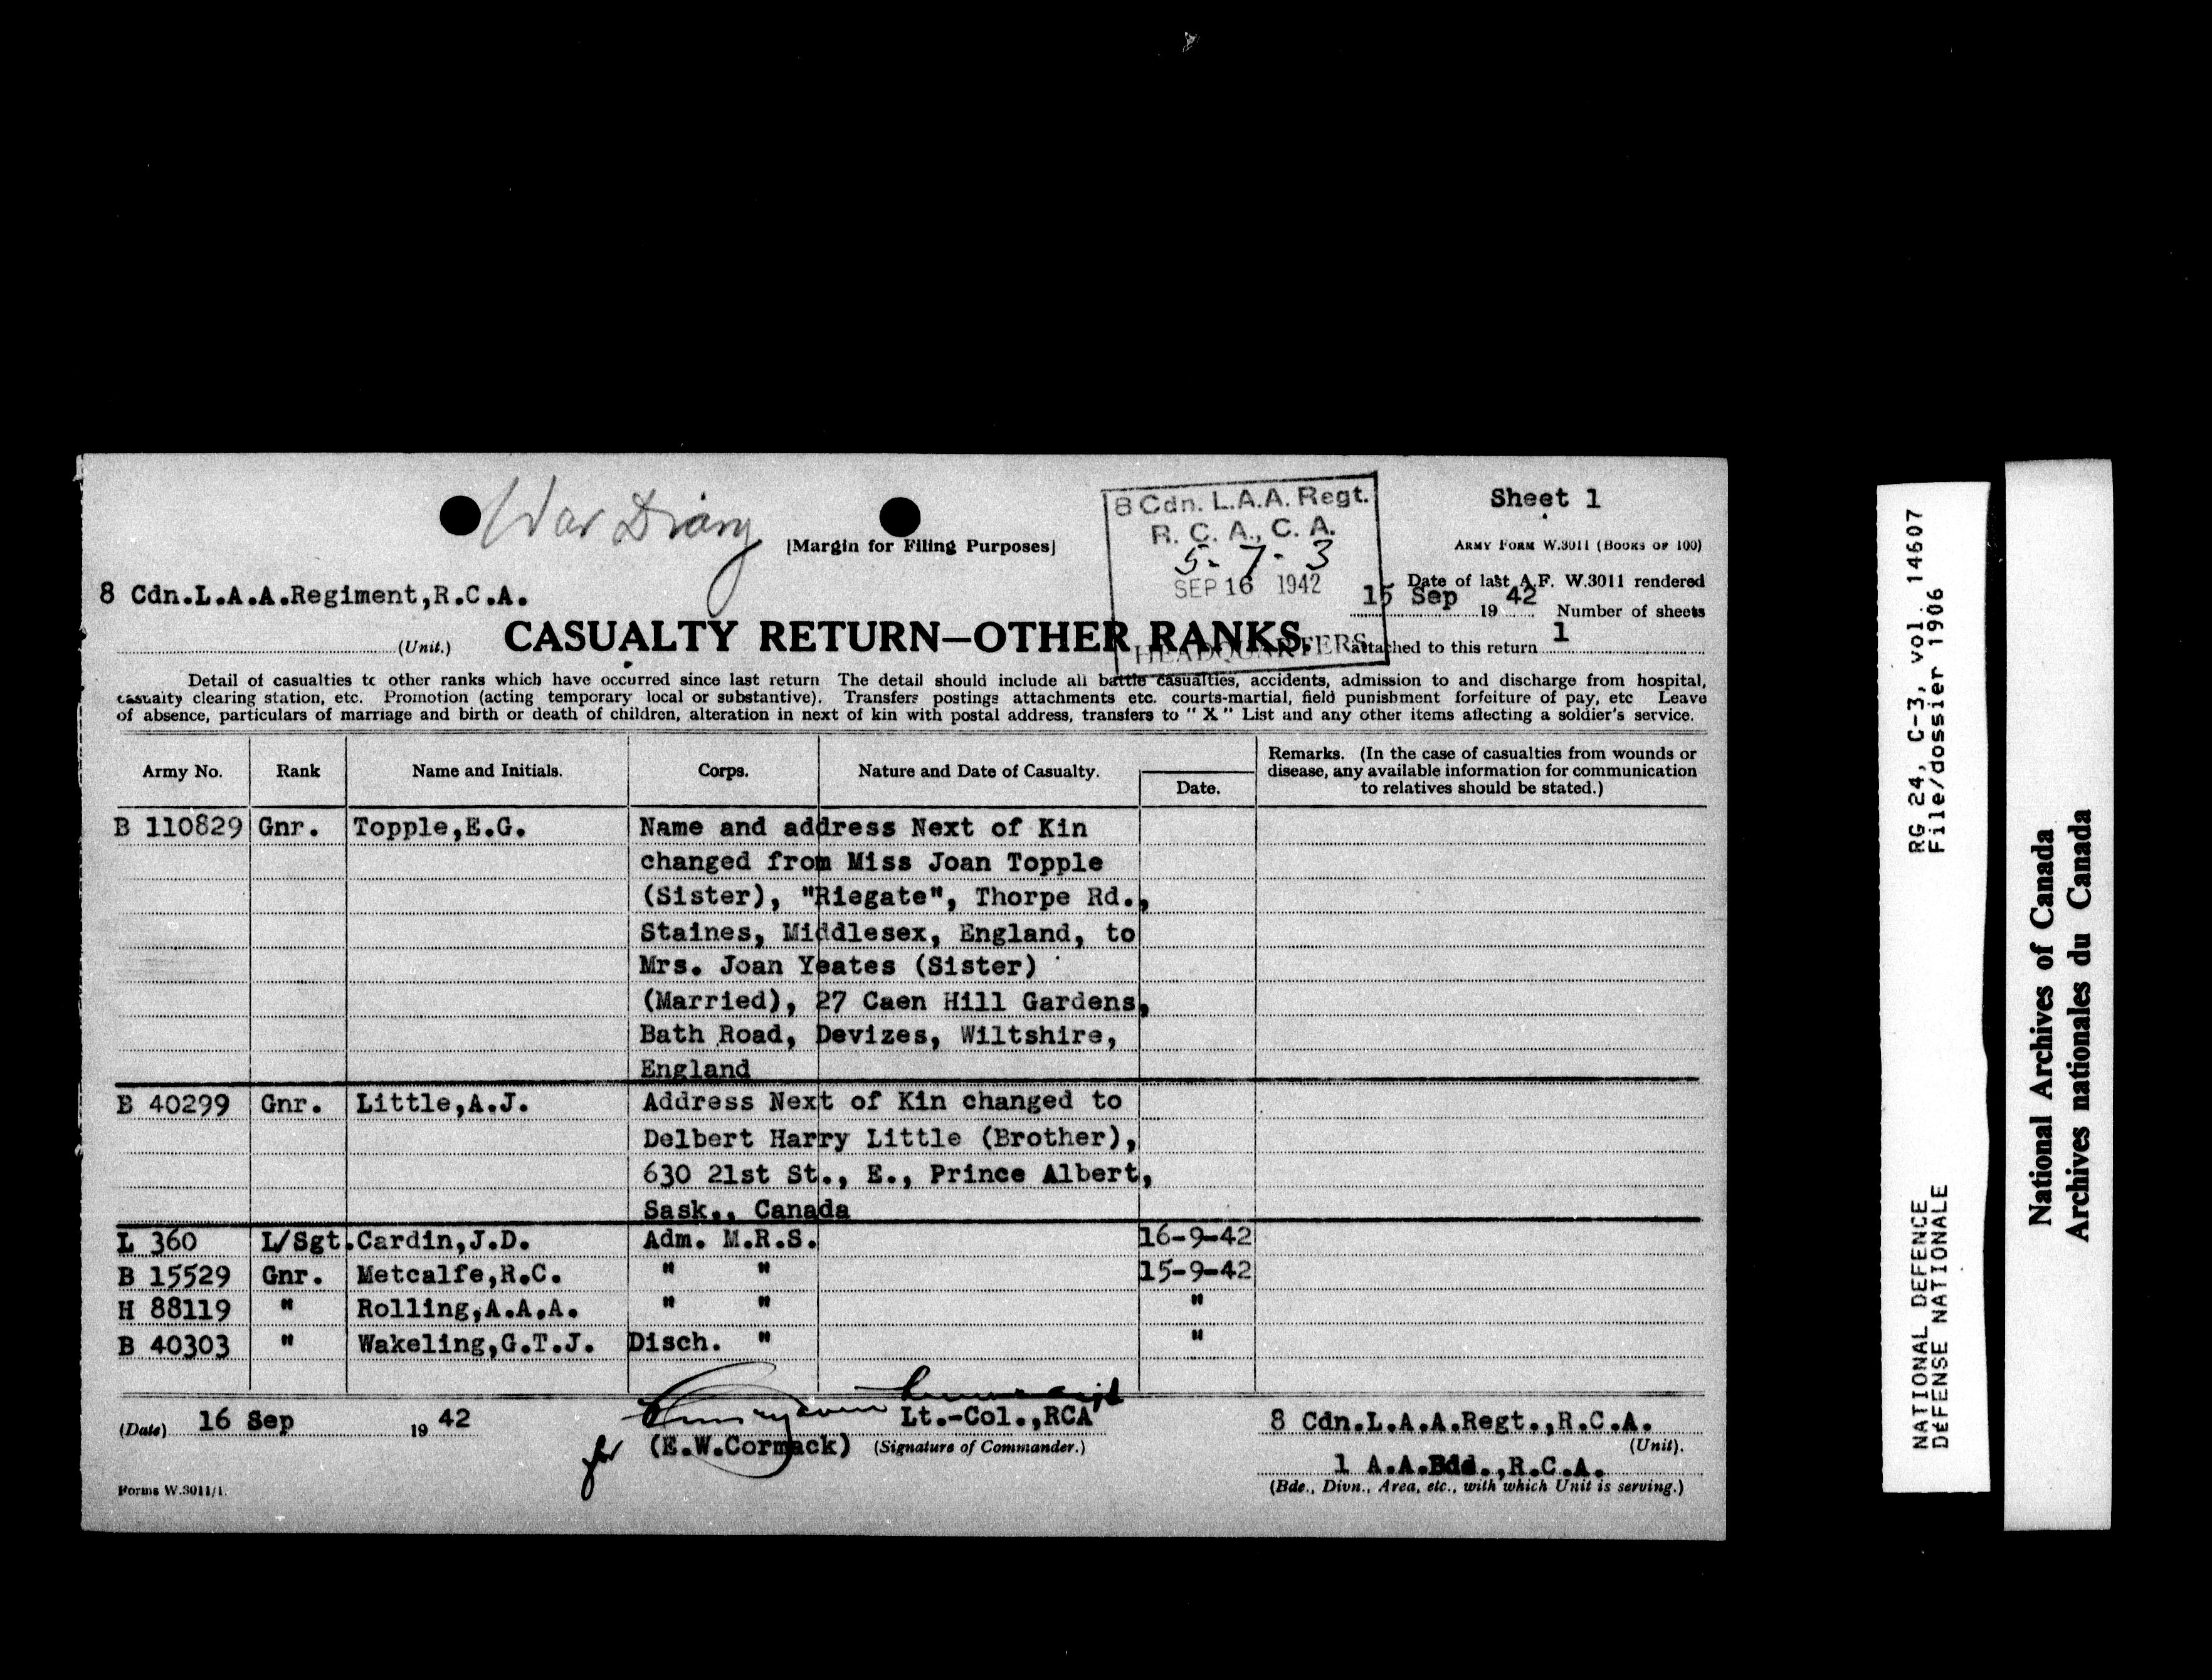 War Diary
[Margin for Filing Purposes]
8 Cdn. L.A.A. Regt.
R. C. A., C. A.
5-7-3
SEP 16 1942
HEADQUARTERS
Sheet 1
ARMY FORM W.3011 (BOOKS OF 100)
8 Cdn.L.A.A.Regiment,R.C.A.
(Unit.)
CASUALTY RETURN—OTHER RANKS.
Date of last A.F. W.3011 rendered
15 Sep 19 42 Number of sheets
attached to this return 1
Detail of casualties to other ranks which have occurred since last return The detail should include all battle casualties, accidents, admission to and discharge from hospital,
casualty clearing station, etc. Promotion (acting temporary local or substantive). Transfers postings attachments etc. courts-martial, field punishment forfeiture of pay, etc Leave
of absence, particulars of marriage and birth or death of children, alteration in next of kin with postal address, transfers to "X" List and any other items affecting a soldier's service.
Army No. Rank Name and Initials. Corps. Nature and Date of Casualty. Date.
Remarks. (In the case of casualties from wounds or
disease, any available information for communication
to relatives should be stated.)
B 110829 Gnr. Topple,E.G. Name and address Next of Kin
changed from Miss Joan Topple
(Sister), "Riegate", Thorpe Rd.,
Staines, Middlesex, England, to
Mrs. Joan Yeates (Sister)
(Married), 27 Caen Hill Gardens,
Bath Road, Devizes, Wiltshire,
England
B 40299 Gnr. Little,A.J. Address Next of Kin changed to
Delbert Harry Little (Brother),
630 21st St., E., Prince Albert,
Sask., Canada
L 360 L/Sgt. Cardin,J.D. Adm. M.R.S. 16-9-42
B 15529 Gnr. Metcalfe,R.C. " " 15-9-42
H 88119 " Rolling,A.A.A. " " "
B 40303 " Wakeling,G.T.J. Disch. " "
(Date) 16 Sep 19 42
Lt.-Col.,RCA
for (E.W.Cormack) (Signature of Commander.)
8 Cdn.L.A.A.Regt.,R.C.A.
(Unit).
1 A.A.Bde.,R.C.A.
(Bde., Divn., Area, etc., with which Unit is serving.)
Forms W.3011/1.
RG 24, C-3, vol. 14607
File/dossier 1906
NATIONAL DEFENCE
DÉFENSE NATIONALE
National Archives of Canada
Archives nationales du Canada